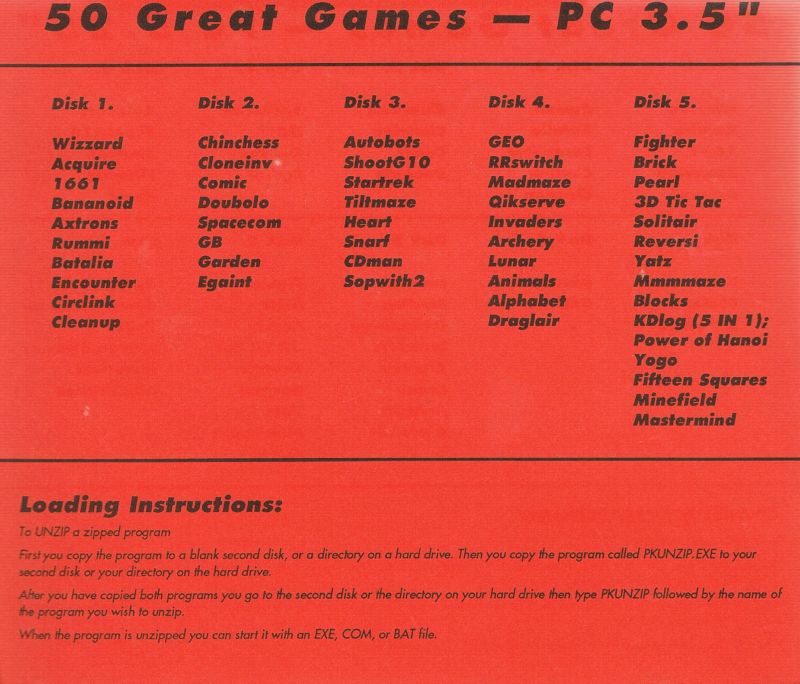 50 Great Games — PC 3.5"
Disk 1.
Wizzard
Acquire
1661
Bananoid
Axtrons
Rummi
Batalia
Encounter
Circlink
Cleanup
Disk 2.
Chinchess
Cloneinv
Comic
Doubolo
Spacecom
GB
Garden
Egaint
Disk 3.
Autobots
ShootG10
Startrek
Tiltmaze
Heart
Snarf
CDman
Sopwith2
Disk 4.
GEO
RRswitch
Madmaze
Qikserve
Invaders
Archery
Lunar
Animals
Alphabet
Draglair
Disk 5.
Fighter
Brick
Pearl
3D Tic Tac
Solitair
Reversi
Yatz
Mmmmaze
Blocks
KDlog (5 IN 1);
Power of Hanoi
Yogo
Fifteen Squares
Minefield
Mastermind
Loading Instructions:
To UNZIP a zipped program
First you copy the program to a blank second disk, or a directory on a hard drive. Then you copy the program called PKUNZIP.EXE to your
second disk or your directory on the hard drive.
After you have copied both programs you go to the second disk or the directory on your hard drive then type PKUNZIP followed by the name of
the program you wish to unzip.
When the program is unzipped you can start it with an EXE, COM, or BAT file.